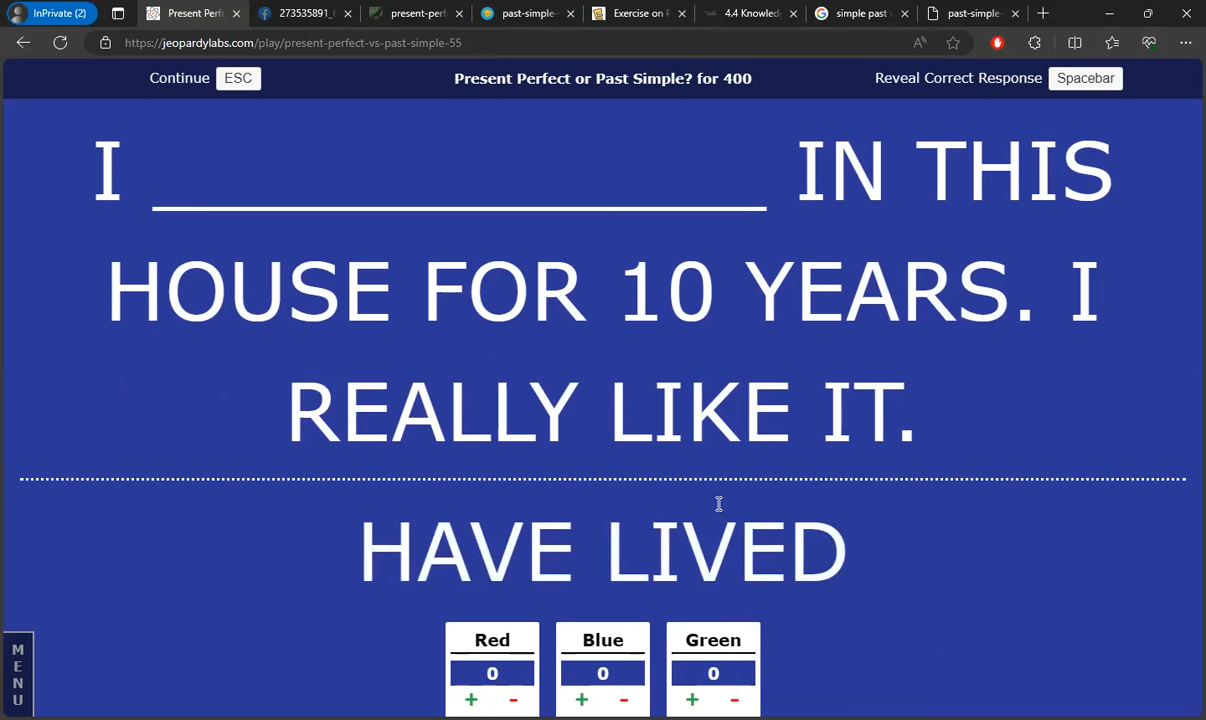 InPrivate (2)
Present Perfe
273535891_
present-perf
past-simple-
Exercise on P
4.4 Knowled
simple past v
past-simple-
https://jeopardylabs.com/play/present-perfect-vs-past-simple-55
Continue ESC
Present Perfect or Past Simple? for 400
Reveal Correct Response Spacebar
I _______________ IN THIS
HOUSE FOR 10 YEARS. I
REALLY LIKE IT.
HAVE LIVED
Red Blue Green
0 0 0
+ - + - + -
MENU